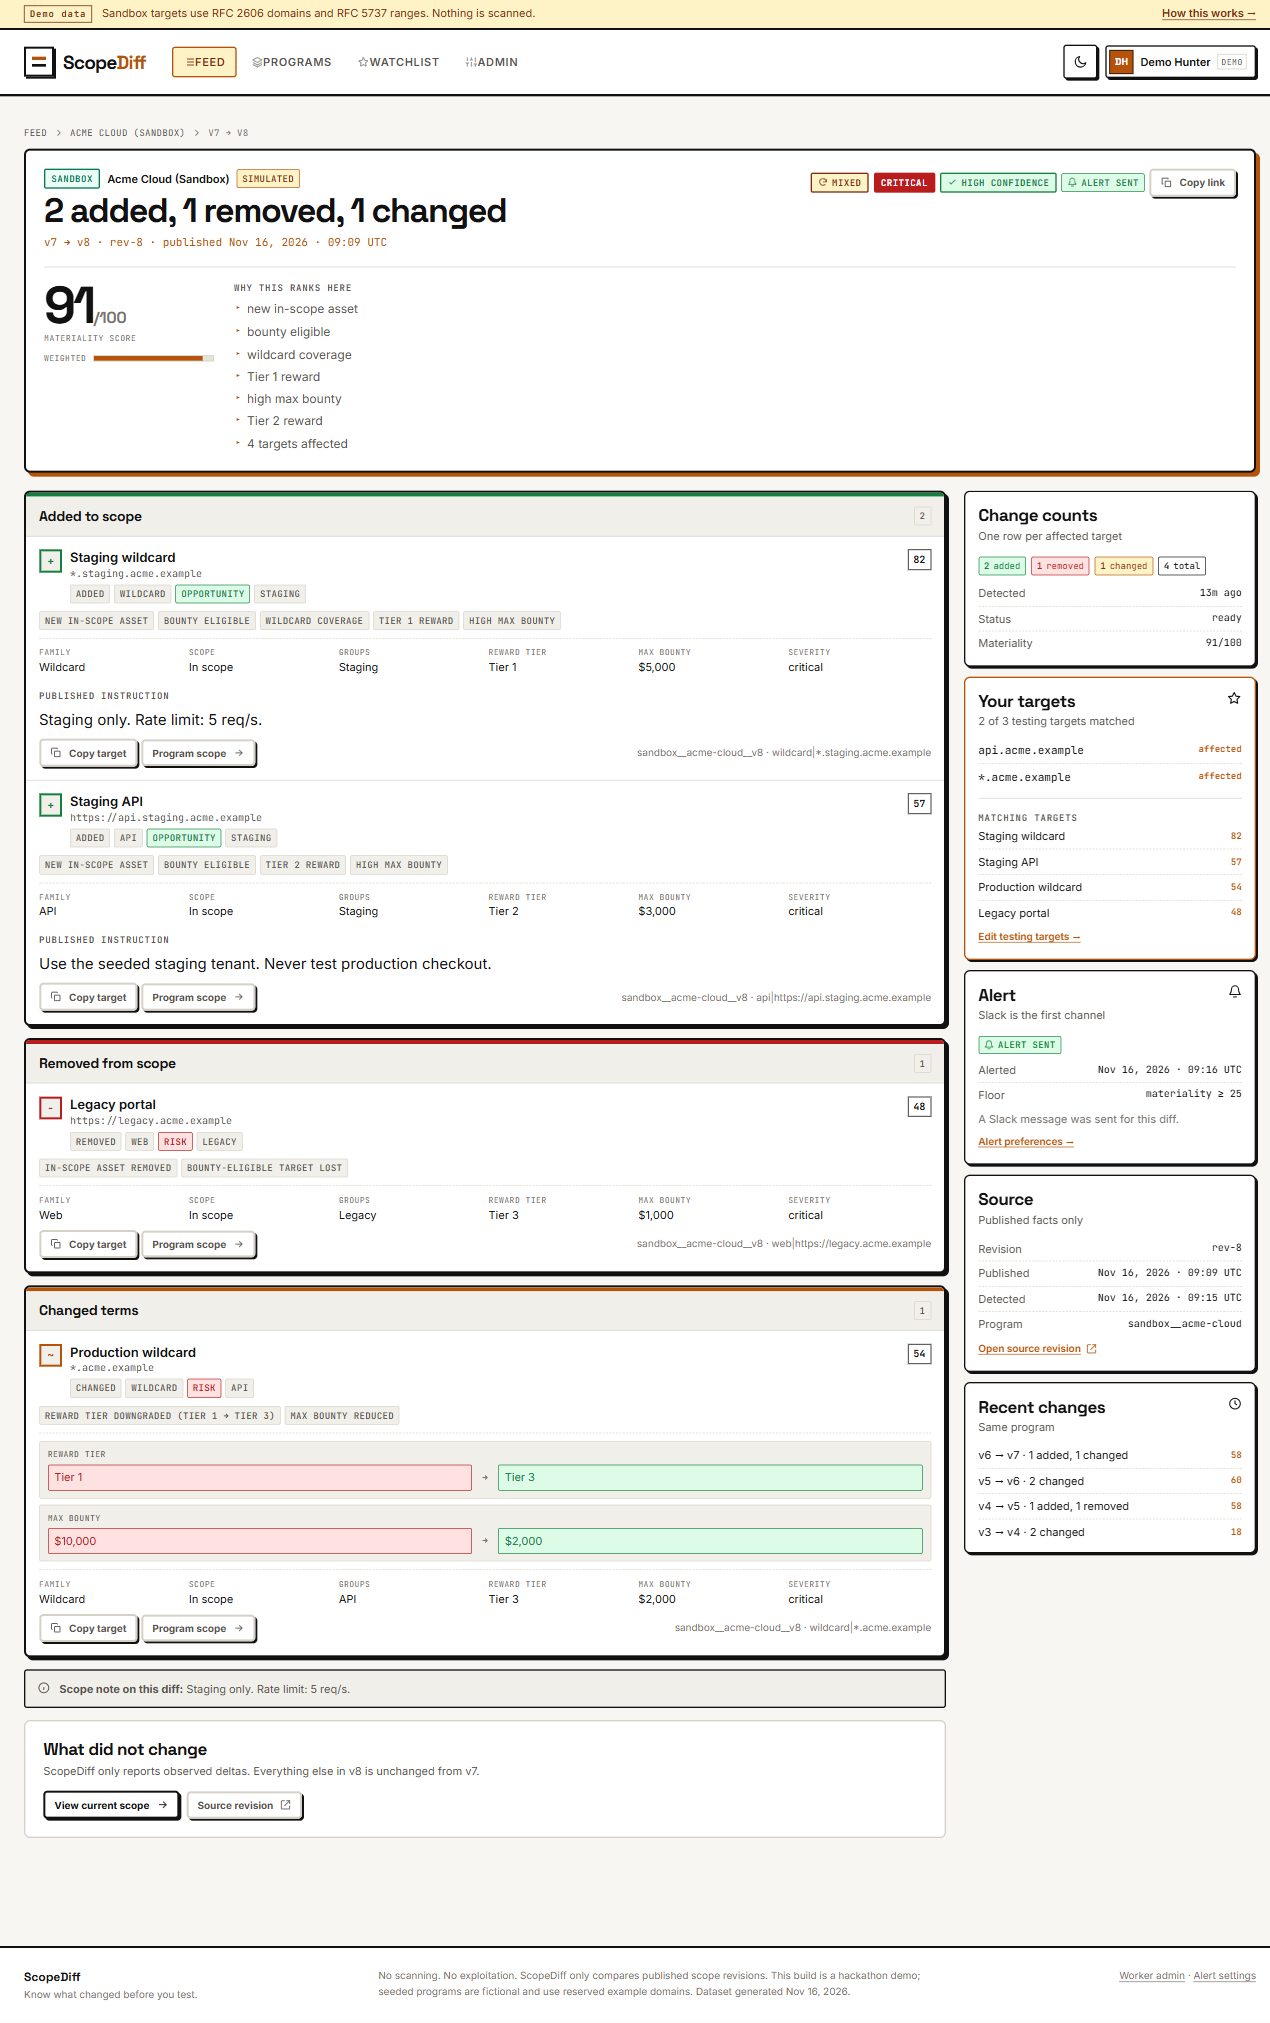 Demo data Sandbox targets use RFC 2606 domains and RFC 5737 ranges. Nothing is scanned. How this works →
ScopeDiff FEED PROGRAMS WATCHLIST ADMIN DH Demo Hunter DEMO
FEED > ACME CLOUD (SANDBOX) > V7 → V8
SANDBOX Acme Cloud (Sandbox) SIMULATED
MIXED CRITICAL HIGH CONFIDENCE ALERT SENT Copy link
2 added, 1 removed, 1 changed
v7 → v8 · rev-8 · published Nov 16, 2026 · 09:09 UTC
91/100
MATERIALITY SCORE
WEIGHTED
WHY THIS RANKS HERE
new in-scope asset
bounty eligible
wildcard coverage
Tier 1 reward
high max bounty
Tier 2 reward
4 targets affected
Added to scope 2
+ Staging wildcard 82
*.staging.acme.example
ADDED WILDCARD OPPORTUNITY STAGING
NEW IN-SCOPE ASSET BOUNTY ELIGIBLE WILDCARD COVERAGE TIER 1 REWARD HIGH MAX BOUNTY
FAMILY SCOPE GROUPS REWARD TIER MAX BOUNTY SEVERITY
Wildcard In scope Staging Tier 1 $5,000 critical
PUBLISHED INSTRUCTION
Staging only. Rate limit: 5 req/s.
Copy target Program scope → sandbox__acme-cloud__v8 · wildcard|*.staging.acme.example
+ Staging API 57
https://api.staging.acme.example
ADDED API OPPORTUNITY STAGING
NEW IN-SCOPE ASSET BOUNTY ELIGIBLE TIER 2 REWARD HIGH MAX BOUNTY
FAMILY SCOPE GROUPS REWARD TIER MAX BOUNTY SEVERITY
API In scope Staging Tier 2 $3,000 critical
PUBLISHED INSTRUCTION
Use the seeded staging tenant. Never test production checkout.
Copy target Program scope → sandbox__acme-cloud__v8 · api|https://api.staging.acme.example
Removed from scope 1
- Legacy portal 48
https://legacy.acme.example
REMOVED WEB RISK LEGACY
IN-SCOPE ASSET REMOVED BOUNTY-ELIGIBLE TARGET LOST
FAMILY SCOPE GROUPS REWARD TIER MAX BOUNTY SEVERITY
Web In scope Legacy Tier 3 $1,000 critical
Copy target Program scope → sandbox__acme-cloud__v8 · web|https://legacy.acme.example
Changed terms 1
~ Production wildcard 54
*.acme.example
CHANGED WILDCARD RISK API
REWARD TIER DOWNGRADED (TIER 1 → TIER 3) MAX BOUNTY REDUCED
REWARD TIER
Tier 1 → Tier 3
MAX BOUNTY
$10,000 → $2,000
FAMILY SCOPE GROUPS REWARD TIER MAX BOUNTY SEVERITY
Wildcard In scope API Tier 3 $2,000 critical
Copy target Program scope → sandbox__acme-cloud__v8 · wildcard|*.acme.example
Scope note on this diff: Staging only. Rate limit: 5 req/s.
What did not change
ScopeDiff only reports observed deltas. Everything else in v8 is unchanged from v7.
View current scope → Source revision
Change counts
One row per affected target
2 added 1 removed 1 changed 4 total
Detected 13m ago
Status ready
Materiality 91/100
Your targets
2 of 3 testing targets matched
api.acme.example affected
*.acme.example affected
MATCHING TARGETS
Staging wildcard 82
Staging API 57
Production wildcard 54
Legacy portal 48
Edit testing targets →
Alert
Slack is the first channel
ALERT SENT
Alerted Nov 16, 2026 · 09:16 UTC
Floor materiality ≥ 25
A Slack message was sent for this diff.
Alert preferences →
Source
Published facts only
Revision rev-8
Published Nov 16, 2026 · 09:09 UTC
Detected Nov 16, 2026 · 09:15 UTC
Program sandbox__acme-cloud
Open source revision
Recent changes
Same program
v6 → v7 · 1 added, 1 changed 58
v5 → v6 · 2 changed 60
v4 → v5 · 1 added, 1 removed 58
v3 → v4 · 2 changed 18
ScopeDiff
Know what changed before you test.
No scanning. No exploitation. ScopeDiff only compares published scope revisions. This build is a hackathon demo;
seeded programs are fictional and use reserved example domains. Dataset generated Nov 16, 2026.
Worker admin · Alert settings